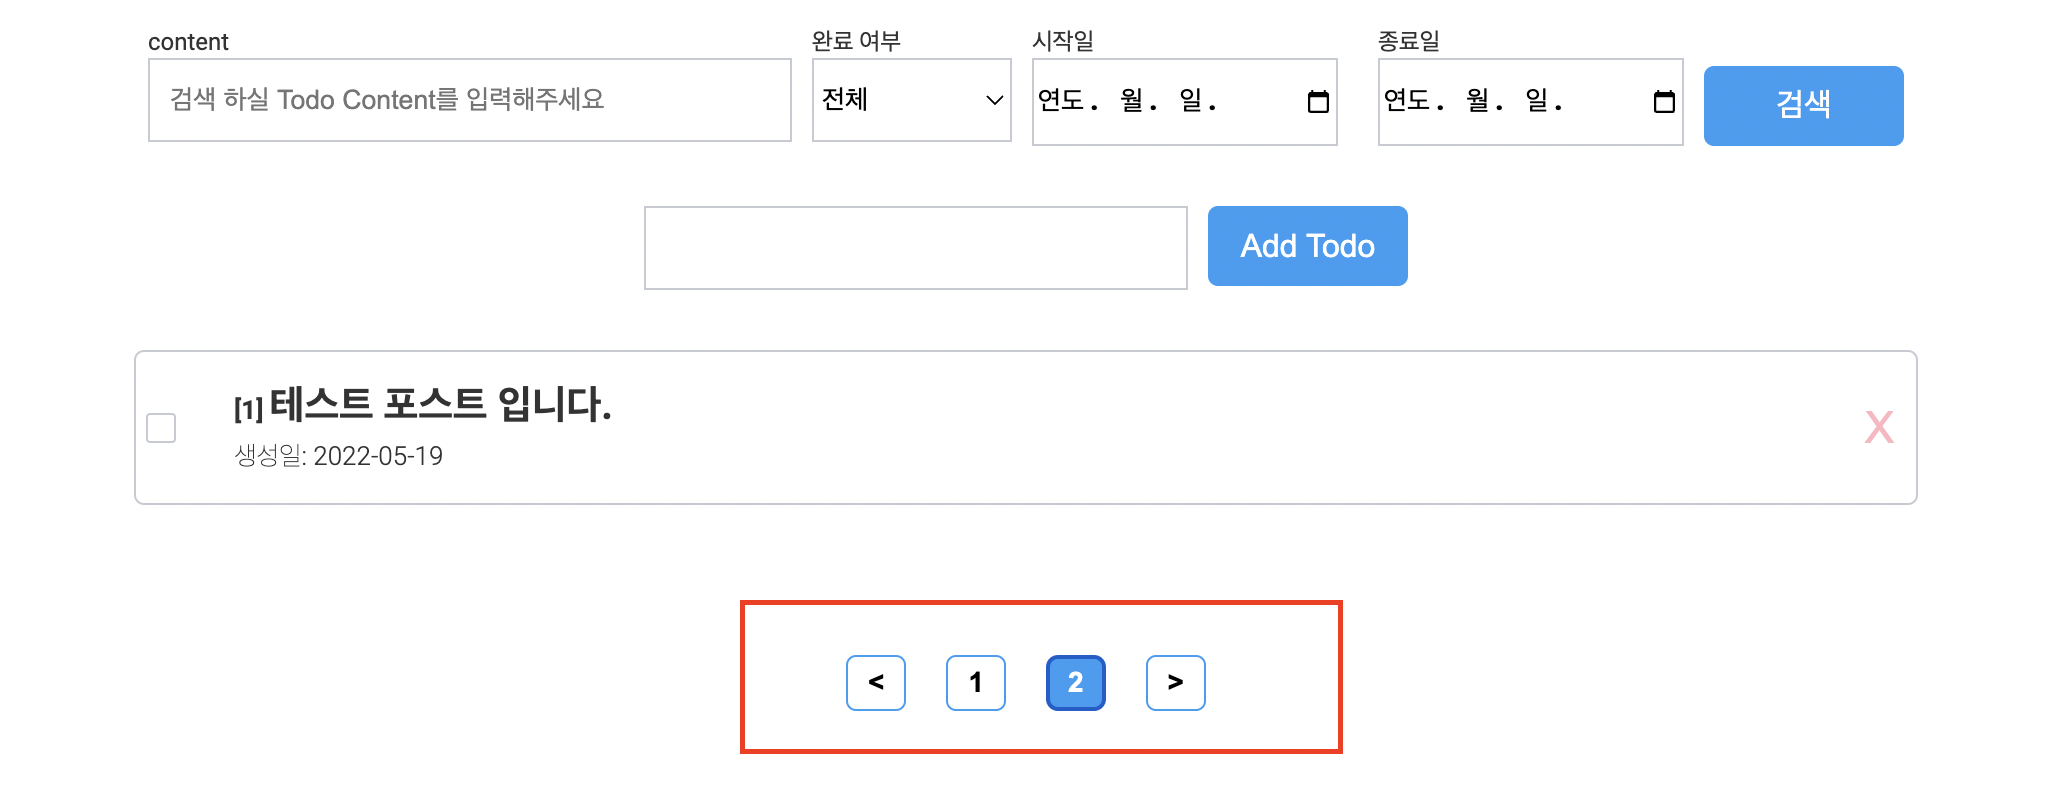 content
완료 여부
시작일
종료일
검색 하실 Todo Content를 입력해주세요
전체
연도. 월. 일.
연도. 월. 일.
검색
Add Todo
[1] 테스트 포스트 입니다.
X
생성일: 2022-05-19
< 1 2 >